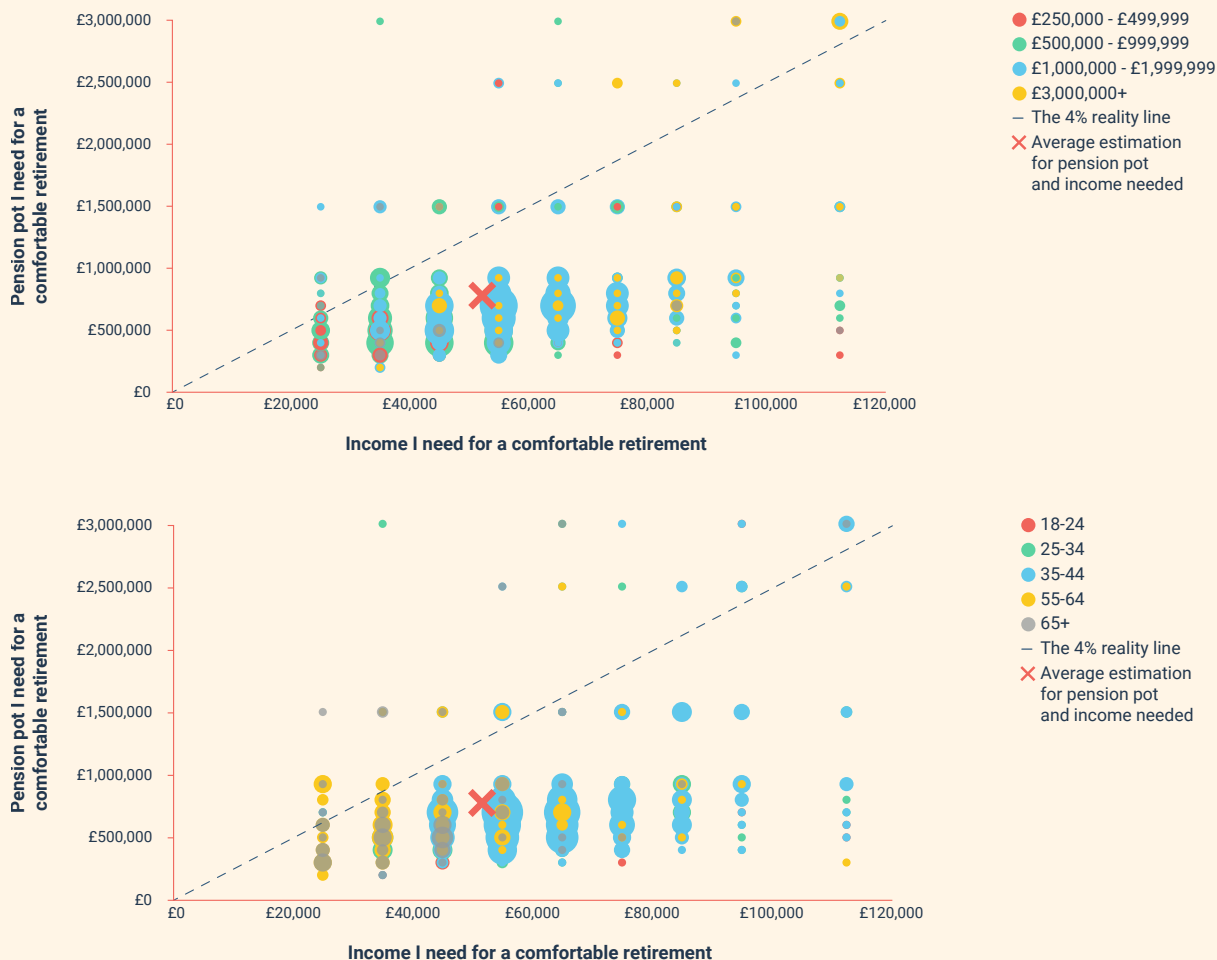 £3,000,000
£2,500,000
£2,000,000
£1,500,000
£1,000,000
£500,000
£0
Pension pot I need for a
comfortable retirement
£0
£20,000
£40,000
£60,000
£80,000
£100,000
£120,000
Income I need for a comfortable retirement
£250,000 - £499,999
£500,000 - £999,999
£1,000,000 - £1,999,999
£3,000,000+
The 4% reality line
Average estimation
for pension pot
and income needed
£3,000,000
£2,500,000
£2,000,000
£1,500,000
£1,000,000
£500,000
£0
Pension pot I need for a
comfortable retirement
£0
£20,000
£40,000
£60,000
£80,000
£100,000
£120,000
Income I need for a comfortable retirement
18-24
25-34
35-44
55-64
65+
The 4% reality line
Average estimation
for pension pot
and income needed